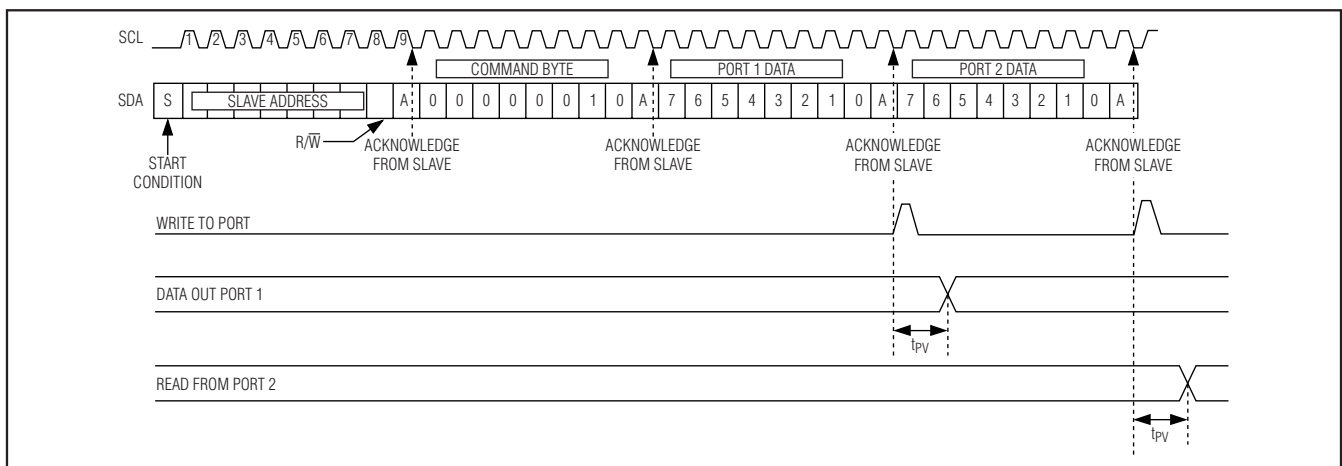 SCL 1 2 3 4 5 6 7 8 9
COMMAND BYTE PORT 1 DATA PORT 2 DATA
SDA S SLAVE ADDRESS A 0 0 0 0 0 0 1 0 A 7 6 5 4 3 2 1 0 A 7 6 5 4 3 2 1 0 A
R/W̅
START
CONDITION
ACKNOWLEDGE
FROM SLAVE
ACKNOWLEDGE
FROM SLAVE
ACKNOWLEDGE
FROM SLAVE
ACKNOWLEDGE
FROM SLAVE
WRITE TO PORT
DATA OUT PORT 1
tPV
READ FROM PORT 2
tPV